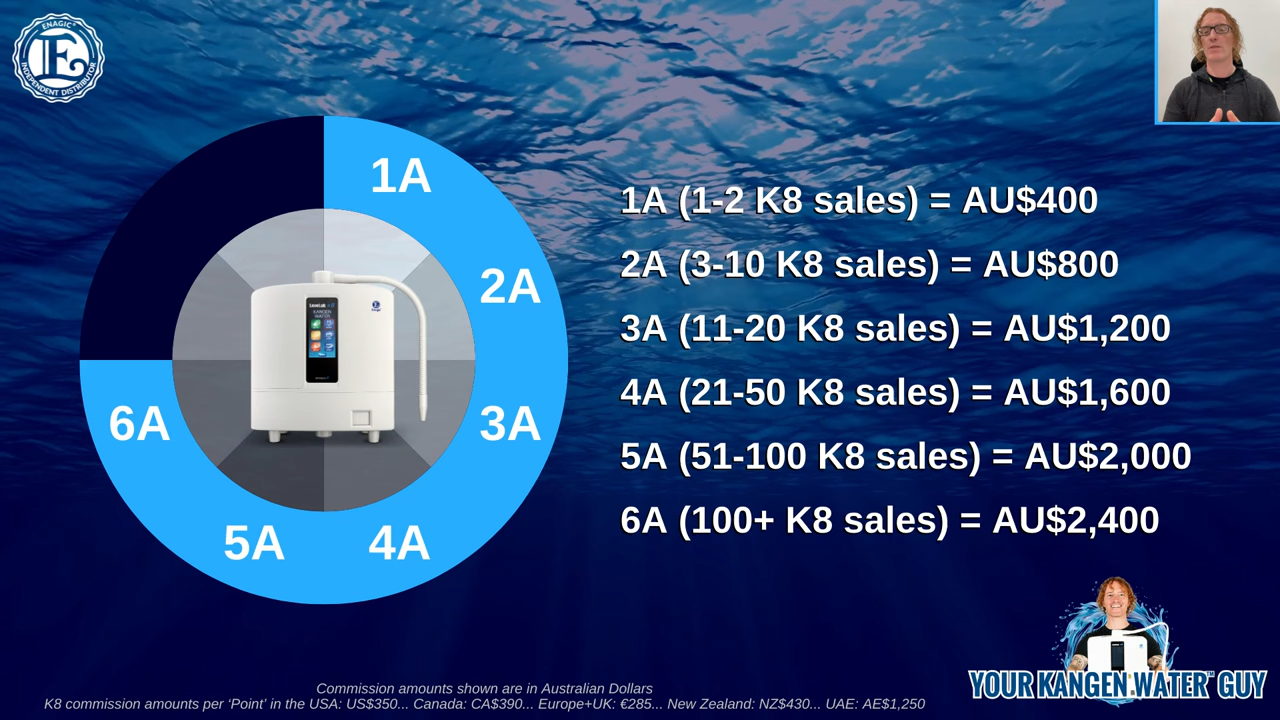 ENAGIC®
E
INDEPENDENT DISTRIBUTOR
1A
2A
3A
4A
5A
6A
KANGEN
WATER
1A (1-2 K8 sales) = AU$400
2A (3-10 K8 sales) = AU$800
3A (11-20 K8 sales) = AU$1,200
4A (21-50 K8 sales) = AU$1,600
5A (51-100 K8 sales) = AU$2,000
6A (100+ K8 sales) = AU$2,400
YOUR KANGEN WATER™ GUY
Commission amounts shown are in Australian Dollars
K8 commission amounts per ‘Point’ in the USA: US$350... Canada: CA$390... Europe+UK: €285... New Zealand: NZ$430... UAE: AE$1,250